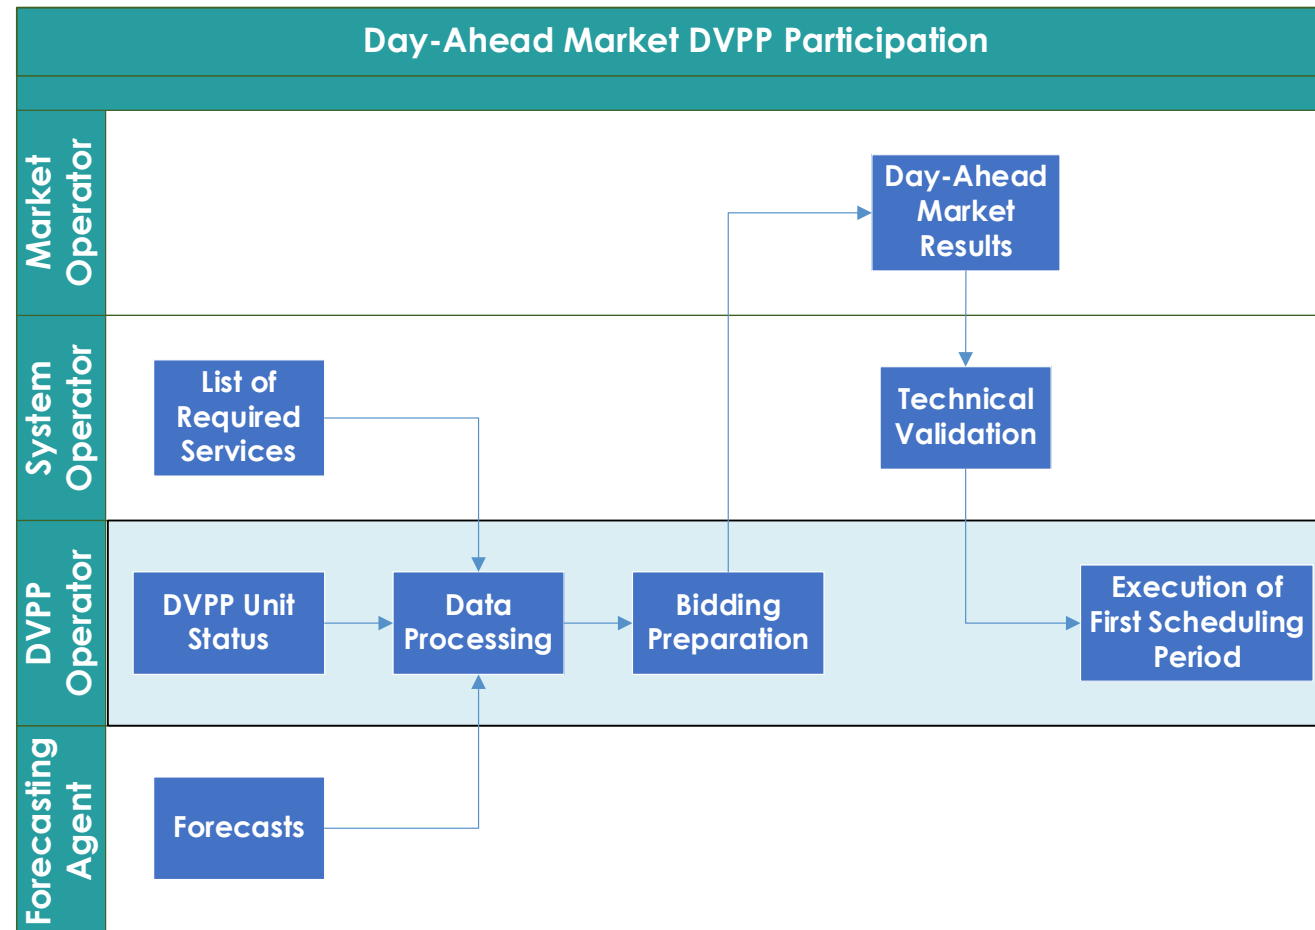 Day-Ahead Market DVPP Participation
Market
Operator
Day-Ahead
Market
Results
System
Operator
List of
Required
Services
Technical
Validation
DVPP
Operator
DVPP Unit
Status
Data
Processing
Bidding
Preparation
Execution of
First Scheduling
Period
Forecasting
Agent
Forecasts